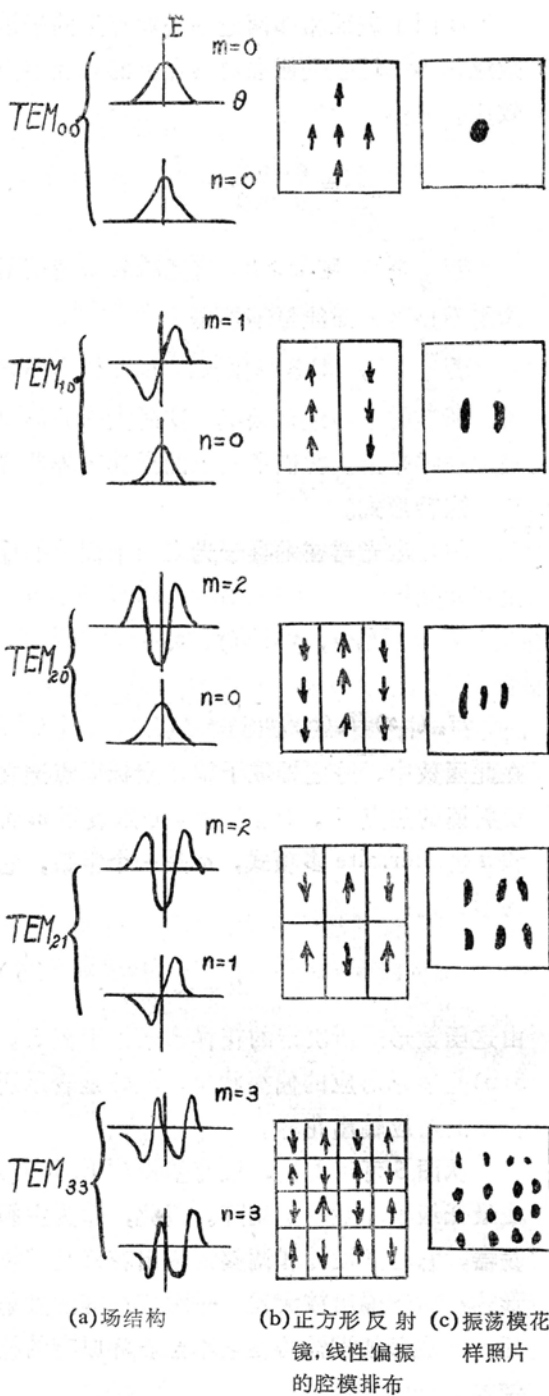 E
m=0
θ
TEM₀₀
n=0
m=1
TEM₁₀
n=0
m=2
TEM₂₀
n=0
m=2
TEM₂₁
n=1
m=3
TEM₃₃
n=3
(a)场结构
(b)正方形反射
镜,线性偏振
的腔模排布
(c)振荡模花
样照片